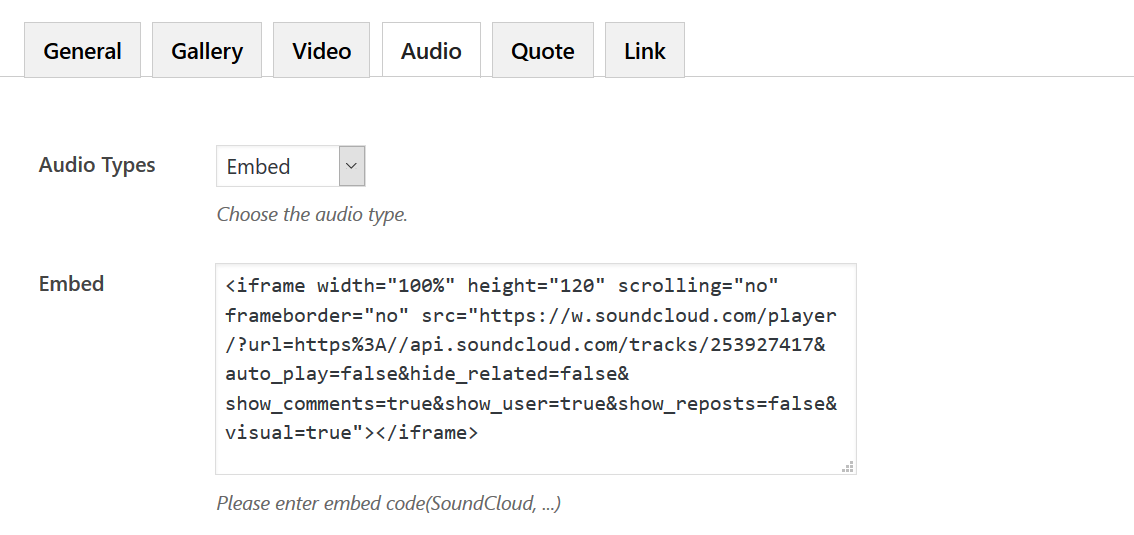 General Gallery Video Audio Quote Link
Audio Types Embed
Choose the audio type.
Embed
<iframe width="100%" height="120" scrolling="no"
frameborder="no" src="https://w.soundcloud.com/player
/?url=https%3A//api.soundcloud.com/tracks/253927417&
auto_play=false&hide_related=false&
show_comments=true&show_user=true&show_reposts=false&
visual=true"></iframe>
Please enter embed code(SoundCloud, ...)